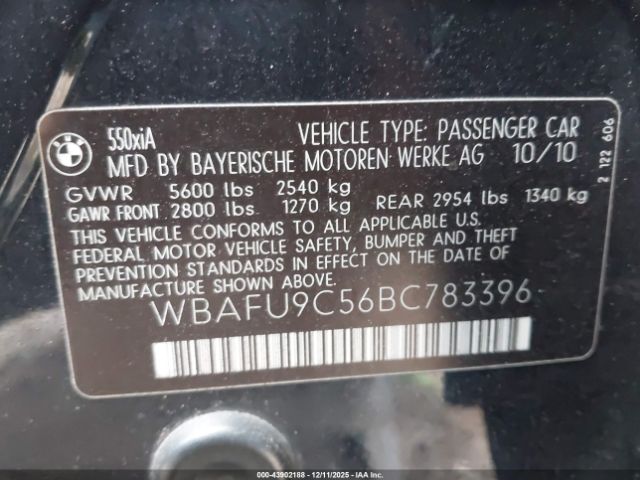 BMW
550xiA VEHICLE TYPE: PASSENGER CAR
MFD BY BAYERISCHE MOTOREN WERKE AG 10/10
GVWR 5600 lbs 2540 kg
GAWR FRONT 2800 lbs 1270 kg REAR 2954 lbs 1340 kg
THIS VEHICLE CONFORMS TO ALL APPLICABLE U.S.
FEDERAL MOTOR VEHICLE SAFETY, BUMPER AND THEFT
PREVENTION STANDARDS IN EFFECT ON THE DATE OF
MANUFACTURE SHOWN ABOVE.
WBAFU9C56BC783396
2 122 606
000-43902188 - 12/11/2025 - IAA Inc. - Copyright